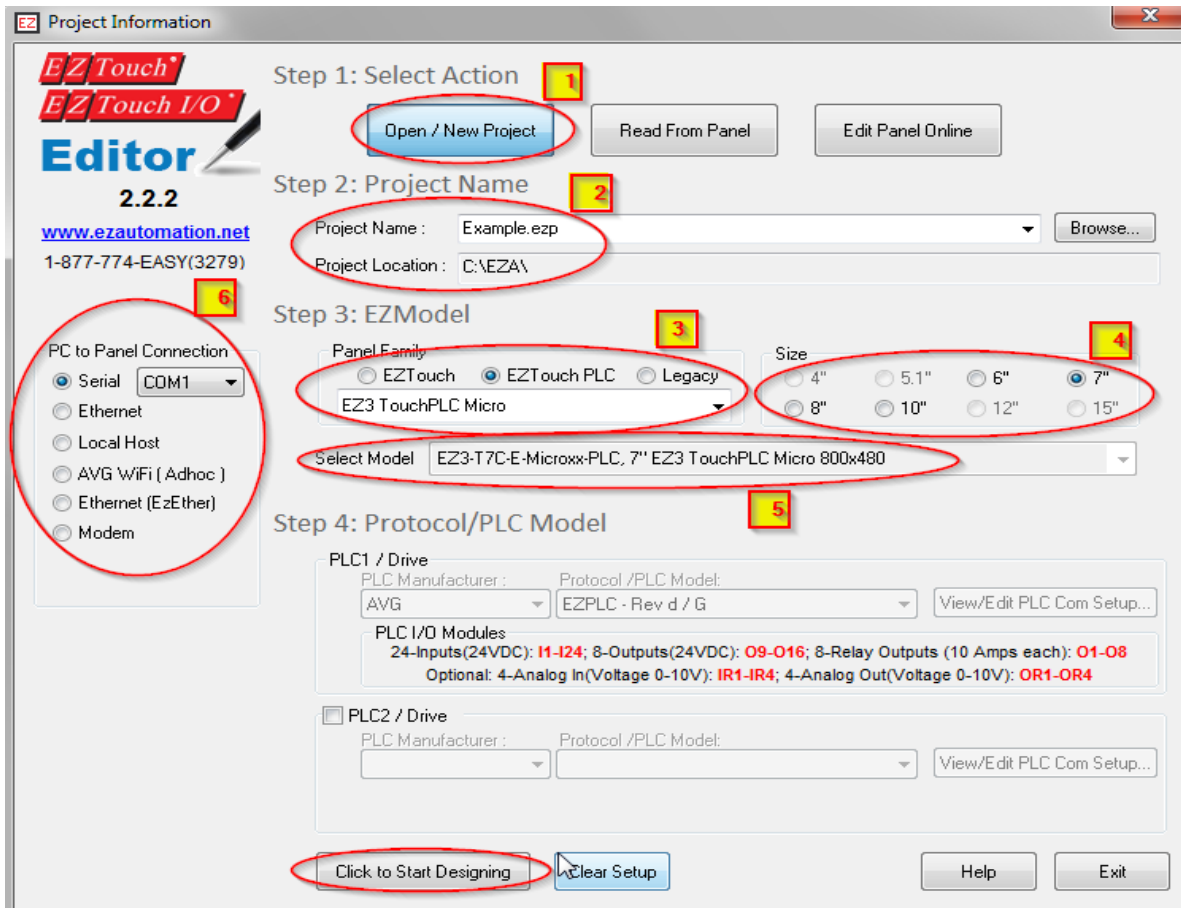 EZ Project Information
EZTouch
EZTouch I/O
Editor
2.2.2
www.ezautomation.net
1-877-774-EASY(3279)
6
PC to Panel Connection
Serial COM1
Ethernet
Local Host
AVG WiFi ( Adhoc )
Ethernet (EzEther)
Modem
Step 1: Select Action
1
Open / New Project Read From Panel Edit Panel Online
Step 2: Project Name
2
Project Name : Example.ezp Browse...
Project Location : C:\EZA\
Step 3: EZModel
3
Panel Family
EZTouch EZTouch PLC Legacy
EZ3 TouchPLC Micro
Size
4
4" 5.1" 6" 7"
8" 10" 12" 15"
Select Model EZ3-T7C-E-Microxx-PLC, 7" EZ3 TouchPLC Micro 800x480
5
Step 4: Protocol/PLC Model
PLC1 / Drive
PLC Manufacturer : Protocol /PLC Model:
AVG EZPLC - Rev d / G View/Edit PLC Com Setup...
PLC I/O Modules
24-Inputs(24VDC): I1-I24; 8-Outputs(24VDC): O9-O16; 8-Relay Outputs (10 Amps each): O1-O8
Optional: 4-Analog In(Voltage 0-10V): IR1-IR4; 4-Analog Out(Voltage 0-10V): OR1-OR4
PLC2 / Drive
PLC Manufacturer : Protocol /PLC Model:
View/Edit PLC Com Setup...
Click to Start Designing Clear Setup Help Exit